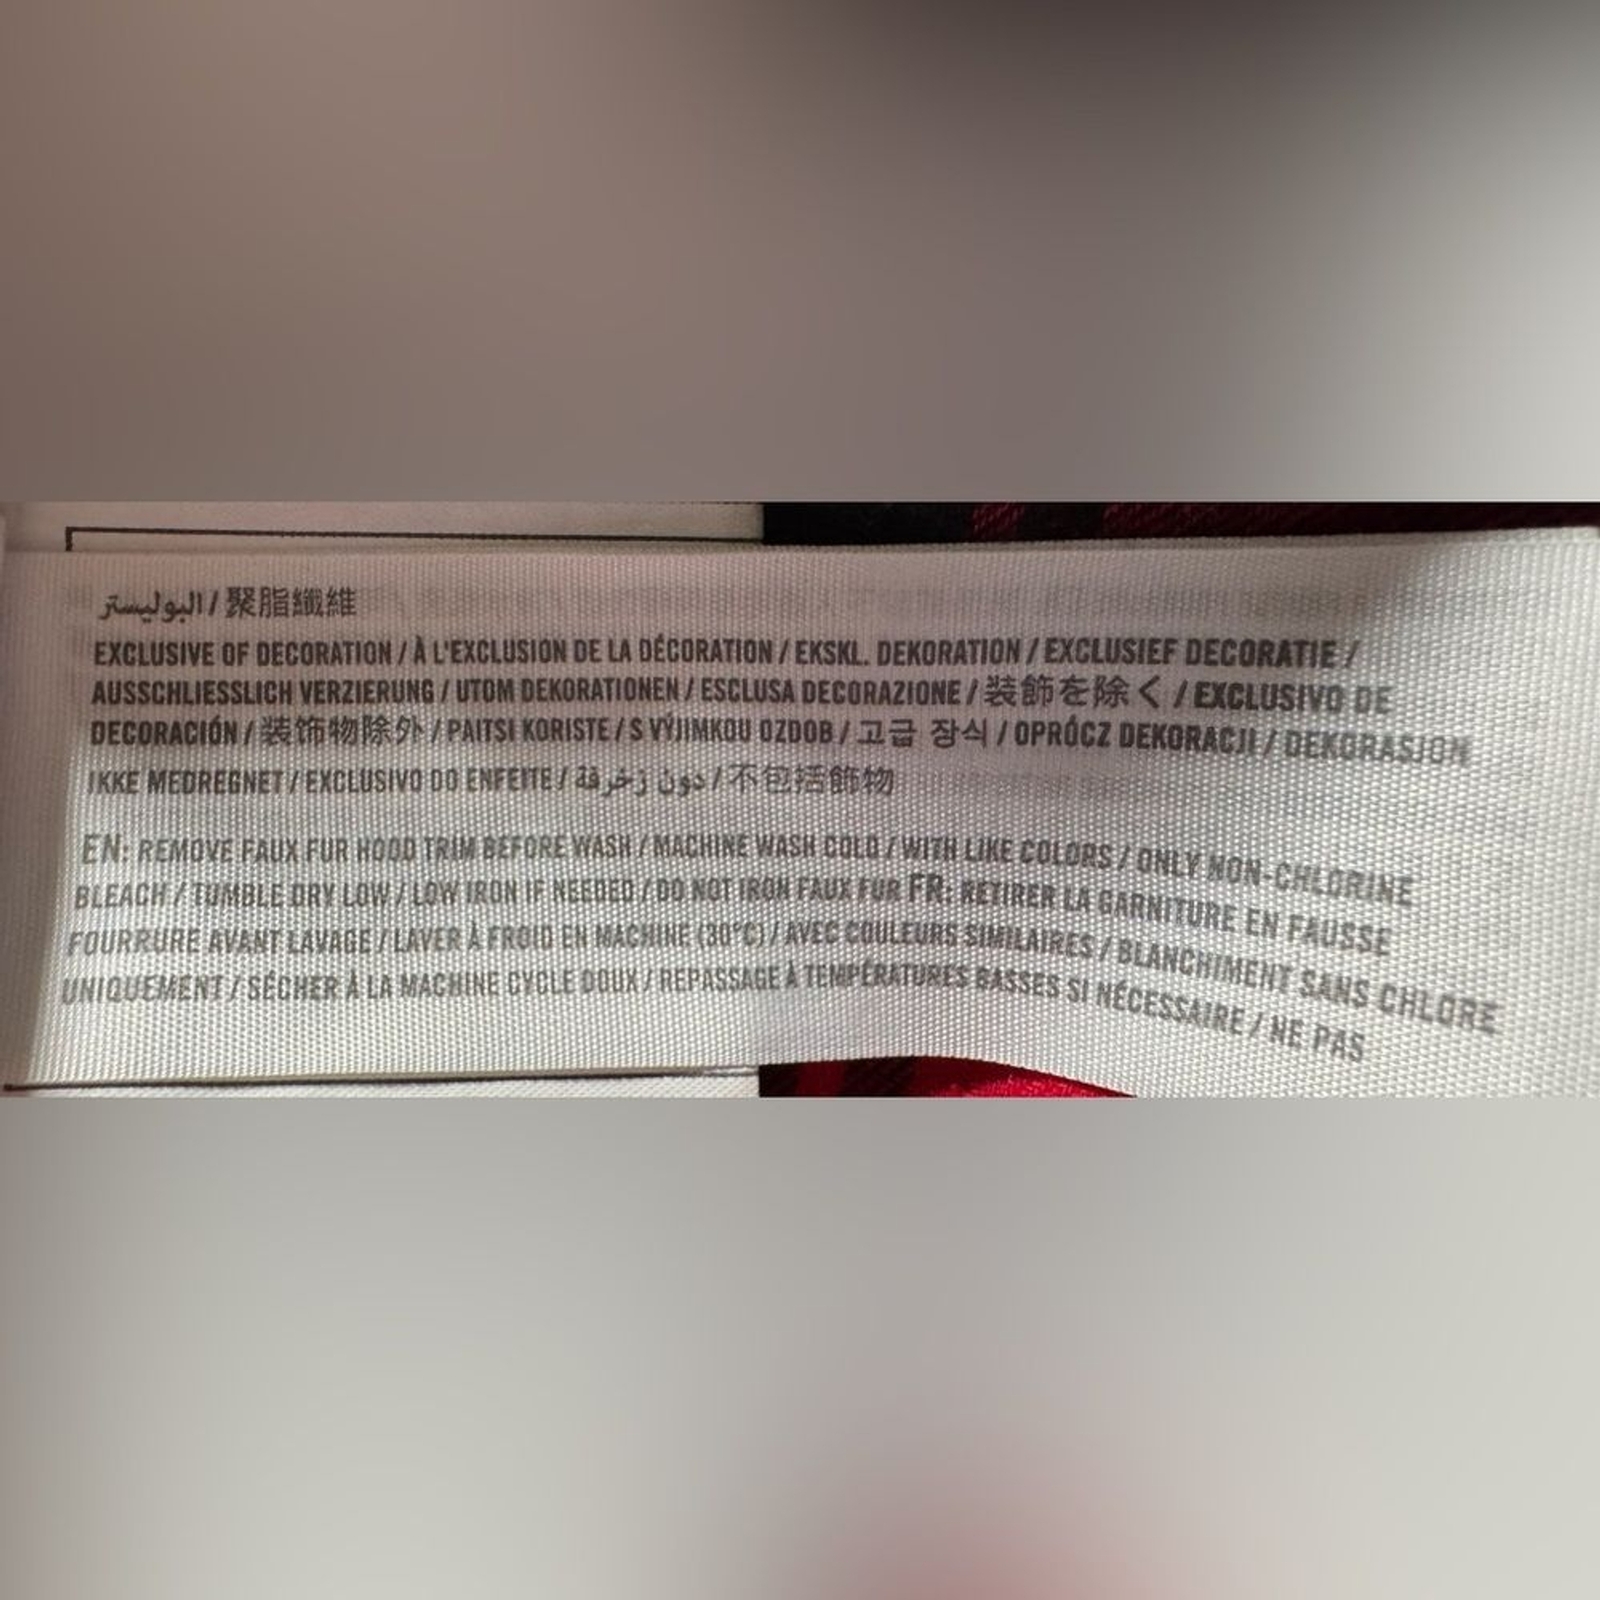 البوليستر / 聚脂纖維
EXCLUSIVE OF DECORATION / À L'EXCLUSION DE LA DÉCORATION / EKSKL. DEKORATION / EXCLUSIEF DECORATIE /
AUSSCHLIESSLICH VERZIERUNG / UTOM DEKORATIONEN / ESCLUSA DECORAZIONE / 装飾を除く / EXCLUSIVO DE
DECORACIÓN / 装饰物除外 / PAITSI KORISTE / S VÝJIMKOU OZDOB / 고급 장식 / OPRÓCZ DEKORACJI / DEKORASJON
IKKE MEDREGNET / EXCLUSIVO DO ENFEITE / دون زخرفة / 不包括飾物
EN: REMOVE FAUX FUR HOOD TRIM BEFORE WASH / MACHINE WASH COLD / WITH LIKE COLORS / ONLY NON-CHLORINE
BLEACH / TUMBLE DRY LOW / LOW IRON IF NEEDED / DO NOT IRON FAUX FUR FR: RETIRER LA GARNITURE EN FAUSSE
FOURRURE AVANT LAVAGE / LAVER À FROID EN MACHINE (30°C) / AVEC COULEURS SIMILAIRES / BLANCHIMENT SANS CHLORE
UNIQUEMENT / SÉCHER À LA MACHINE CYCLE DOUX / REPASSAGE À TEMPÉRATURES BASSES SI NÉCESSAIRE / NE PAS